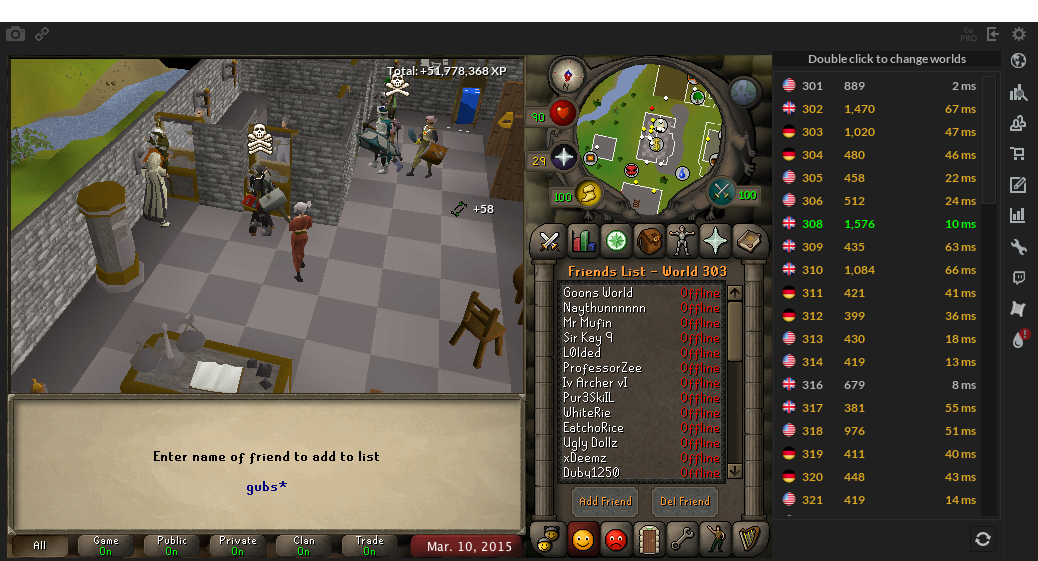 Go
PRO
Total: +51,778,368 XP
+58
90
29
100
100
N
Friends List - World 303
Goons World Offline
Naythunnnnnn Offline
Mr Mufin Offline
Sir Kay 9 Offline
L0lded Offline
ProfessorZee Offline
Iv Archer vI Offline
Pur3SkiIL Offline
WhiteRie Offline
EatchoRice Offline
Ugly Dollz Offline
xDeemz Offline
Duby1250 Offline
Add Friend
Del Friend
Enter name of friend to add to list
gubs*
All
Game
On
Public
On
Private
On
Clan
On
Trade
On
Mar. 10, 2015
Double click to change worlds
301 889 2 ms
302 1,470 67 ms
303 1,020 47 ms
304 480 46 ms
305 458 22 ms
306 512 24 ms
308 1,576 10 ms
309 435 63 ms
310 1,084 66 ms
311 421 41 ms
312 399 36 ms
313 430 18 ms
314 419 13 ms
316 679 8 ms
317 381 55 ms
318 976 51 ms
319 411 40 ms
320 448 43 ms
321 419 14 ms